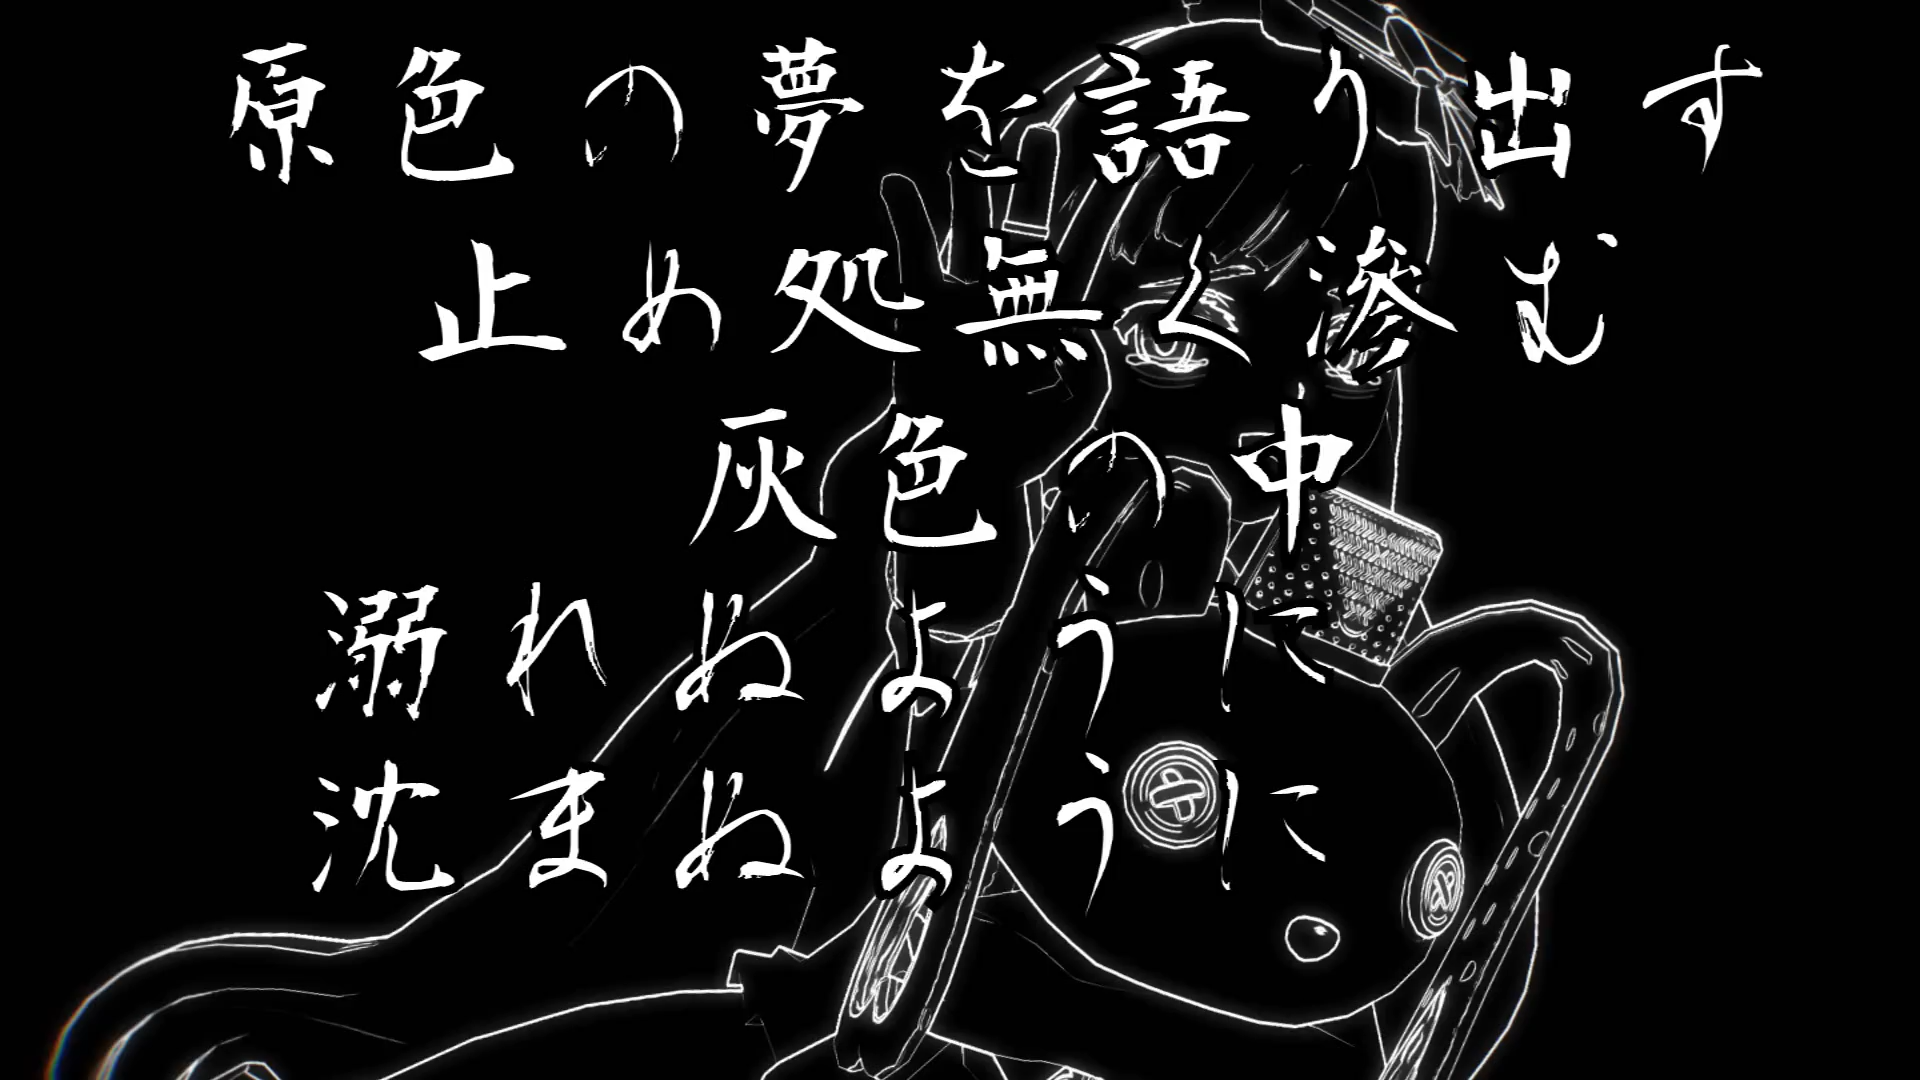 原色の夢を語り出す
止め処無く滲む
灰色の中
溺れぬように
沈まぬように